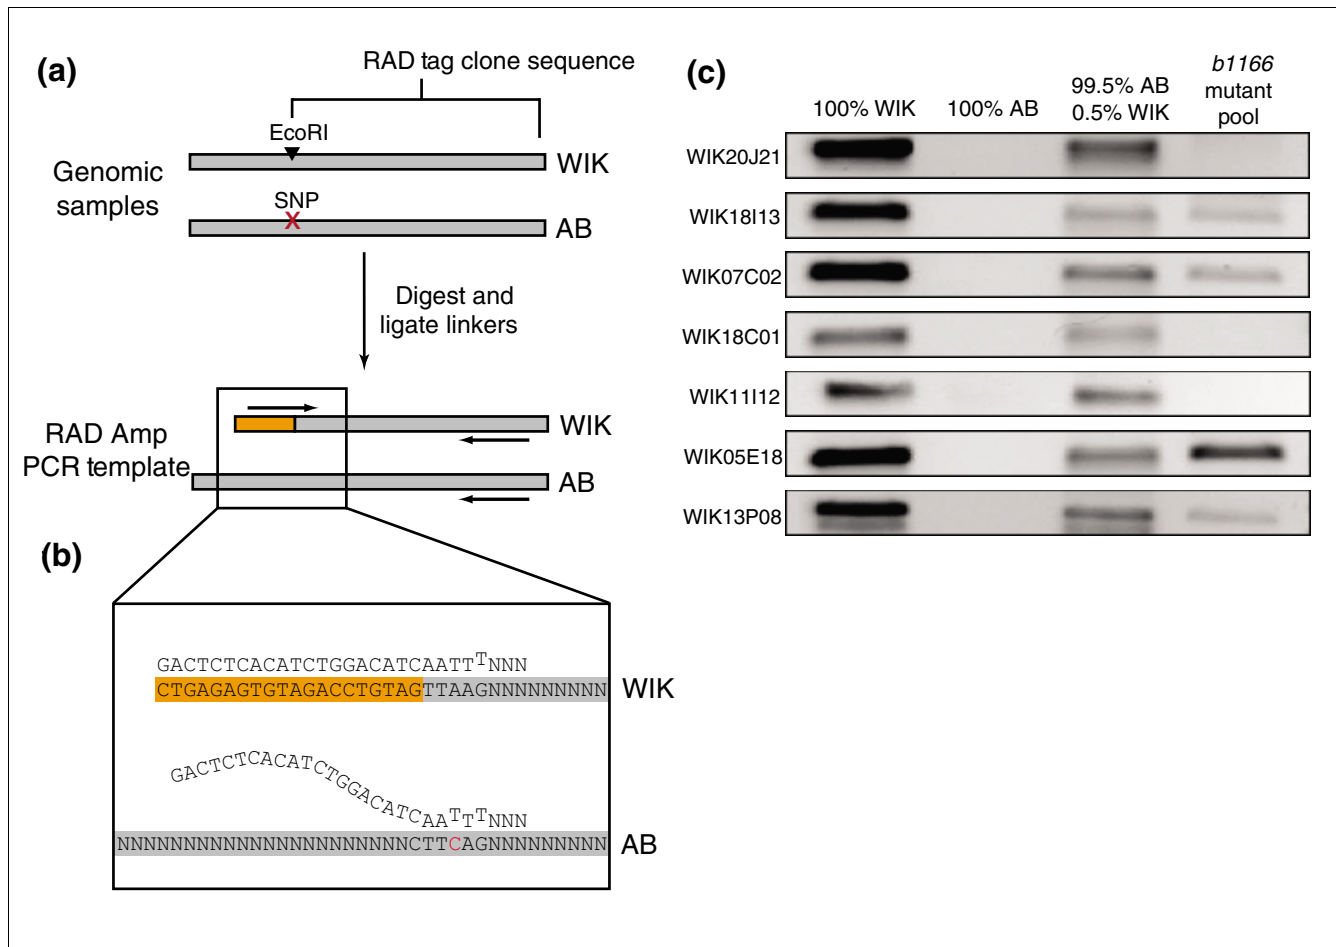 (a)
RAD tag clone sequence
EcoRI
WIK
Genomic
samples
SNP
X
AB
Digest and
ligate linkers
RAD Amp
PCR template
WIK
AB
(b)
GACTCTCACATCTGGACATCAATTTNNN
CTGAGAGTGTAGACCTGTAGTTAAGNNNNNNNNN
WIK
GACTCTCACATCTGGACATCAATTTNNN
NNNNNNNNNNNNNNNNNNNNNNCTTCAGNNNNNNNNN
AB
(c)
100% WIK
100% AB
99.5% AB
0.5% WIK
b1166
mutant
pool
WIK20J21
WIK18I13
WIK07C02
WIK18C01
WIK11I12
WIK05E18
WIK13P08